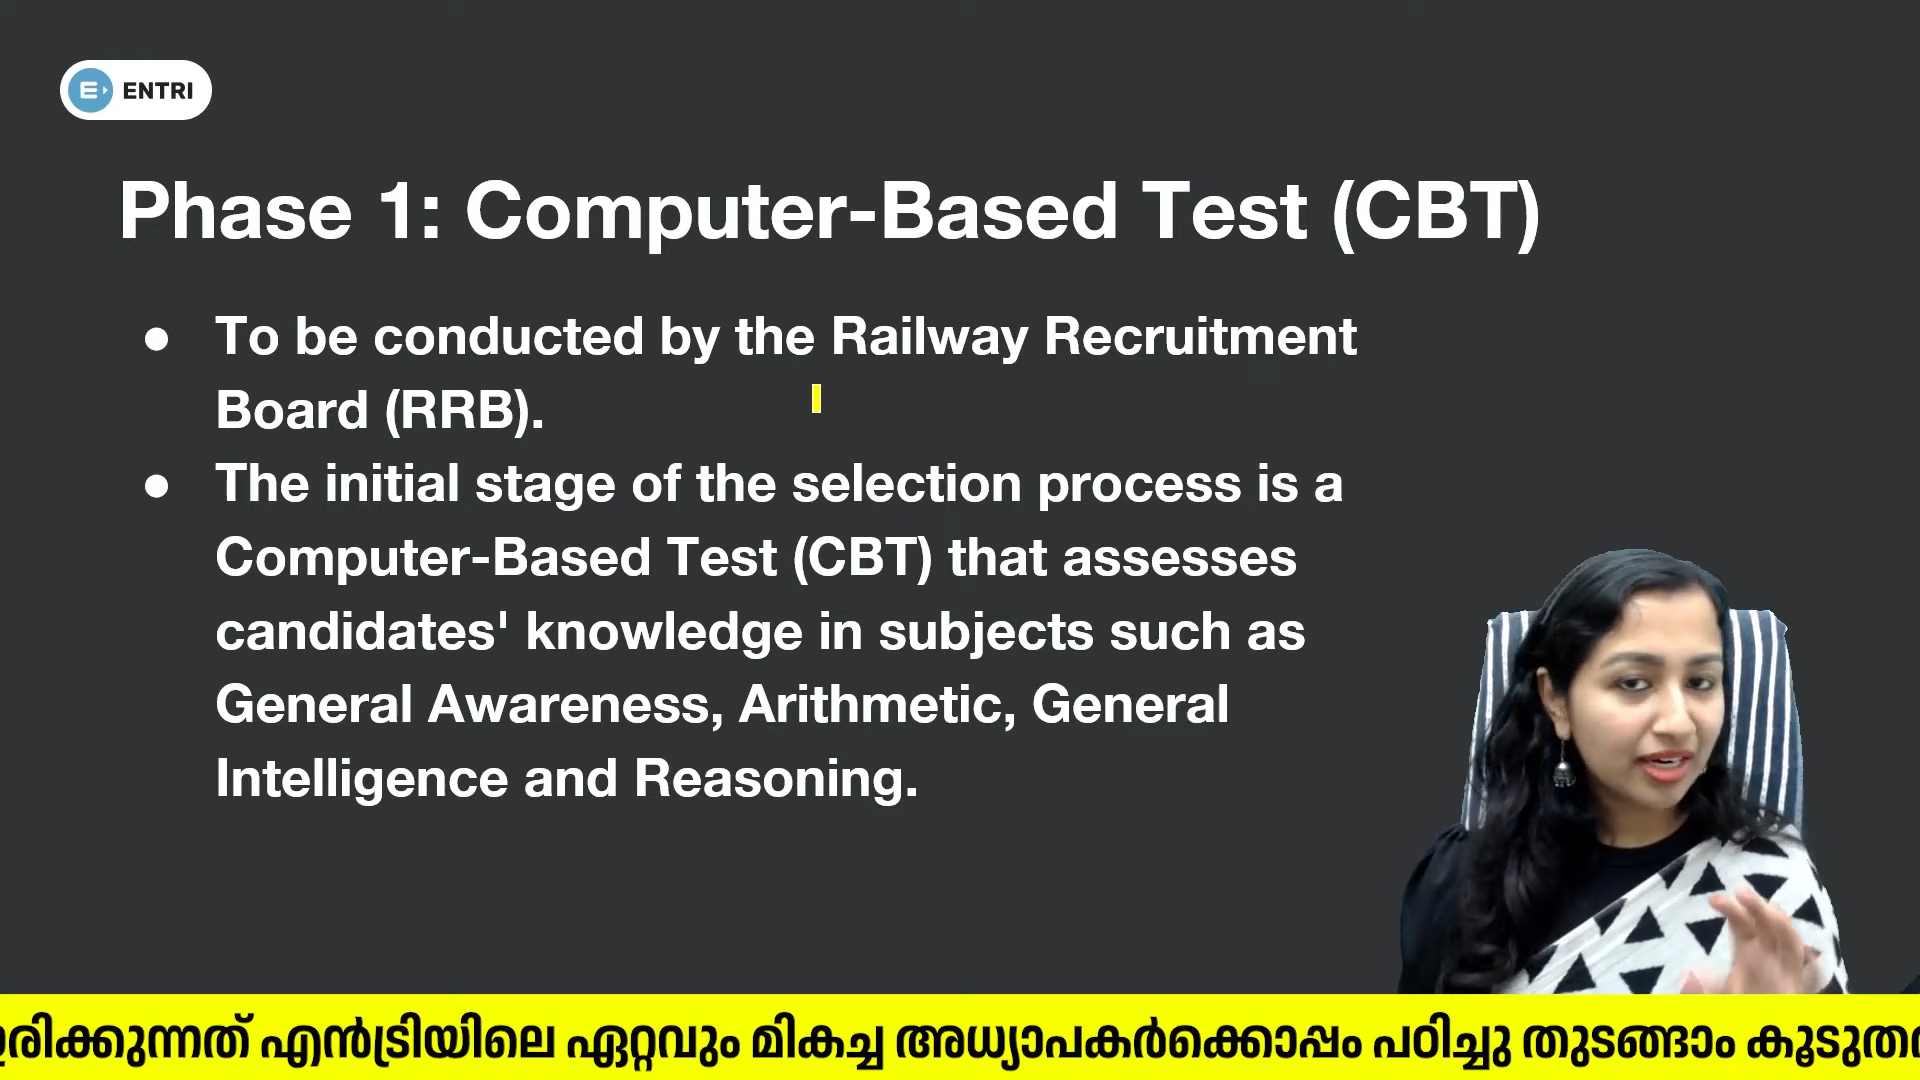 ENTRI
Phase 1: Computer-Based Test (CBT)
● To be conducted by the Railway Recruitment
Board (RRB).
● The initial stage of the selection process is a
Computer-Based Test (CBT) that assesses
candidates' knowledge in subjects such as
General Awareness, Arithmetic, General
Intelligence and Reasoning.
എൻട്രിയിലെ ഏറ്റവും മികച്ച അധ്യാപകർക്കൊപ്പം പഠിച്ചു തുടങ്ങാം